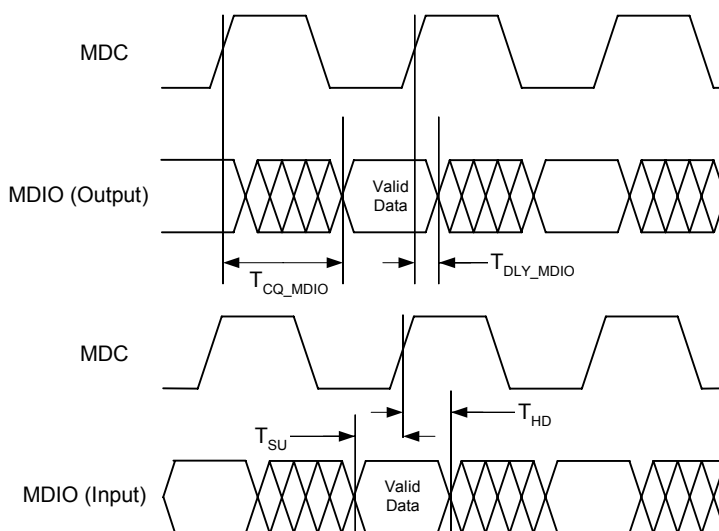 MDC
MDIO (Output)
Valid
Data
T_CQ_MDIO
T_DLY_MDIO
MDC
T_SU
T_HD
MDIO (Input)
Valid
Data